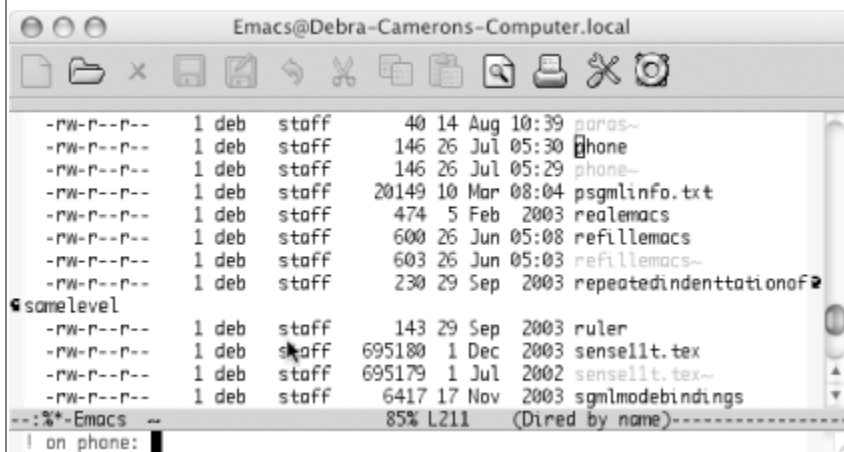 Emacs@Debra-Camerons-Computer.local
-rw-r--r-- 1 deb staff 40 14 Aug 10:39 paras~
-rw-r--r-- 1 deb staff 146 26 Jul 05:30 phone
-rw-r--r-- 1 deb staff 146 26 Jul 05:29 phone~
-rw-r--r-- 1 deb staff 20149 10 Mar 08:04 psgmlinfo.txt
-rw-r--r-- 1 deb staff 474 5 Feb 2003 realemacs
-rw-r--r-- 1 deb staff 600 26 Jun 05:08 refillemacs
-rw-r--r-- 1 deb staff 603 26 Jun 05:03 refillemacs~
-rw-r--r-- 1 deb staff 230 29 Sep 2003 repeatedindenttationof
samelevel
-rw-r--r-- 1 deb staff 143 29 Sep 2003 ruler
-rw-r--r-- 1 deb staff 695180 1 Dec 2003 sense11t.tex
-rw-r--r-- 1 deb staff 695179 1 Jul 2002 sense11t.tex~
-rw-r--r-- 1 deb staff 6417 17 Nov 2003 sgmlmodebindings
--:%*-Emacs ~ 85% L211 (Dired by name)-----------------
! on phone: